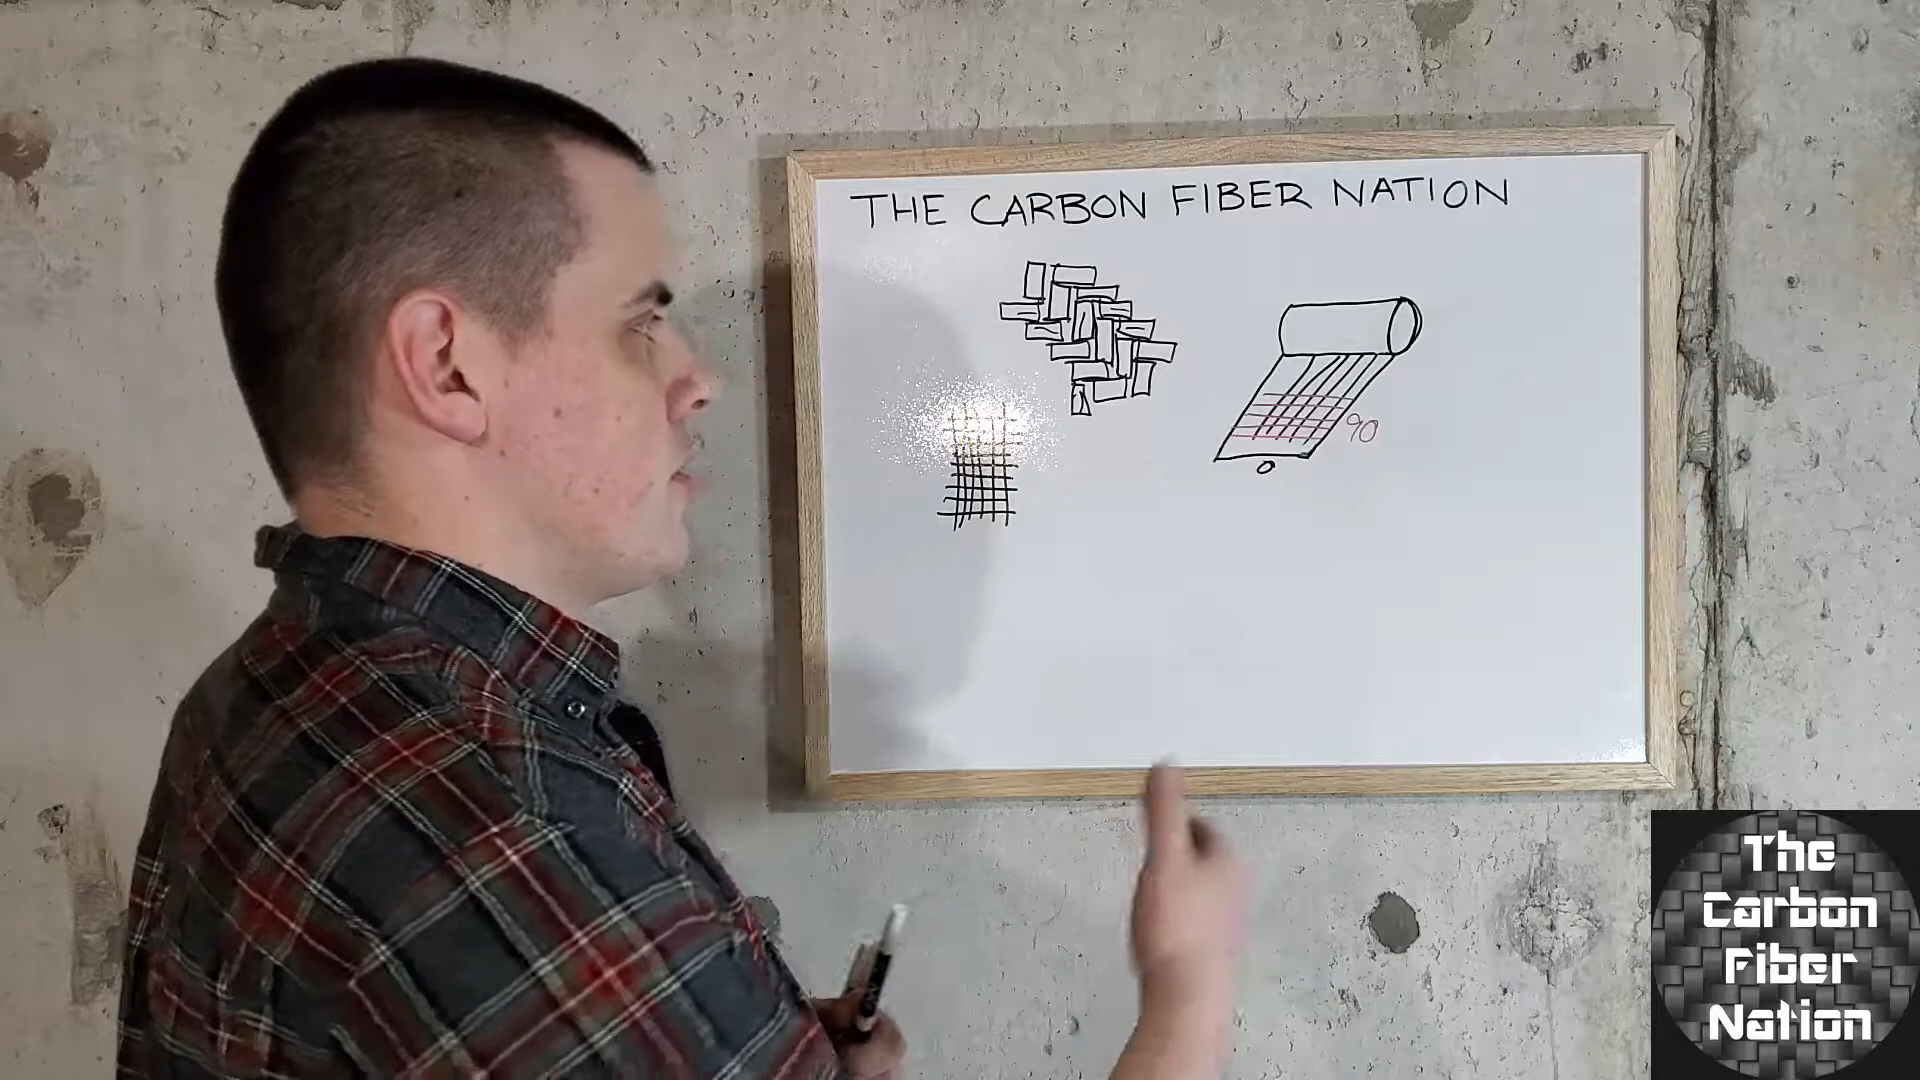 THE CARBON FIBER NATION
90
0
The
Carbon
Fiber
Nation